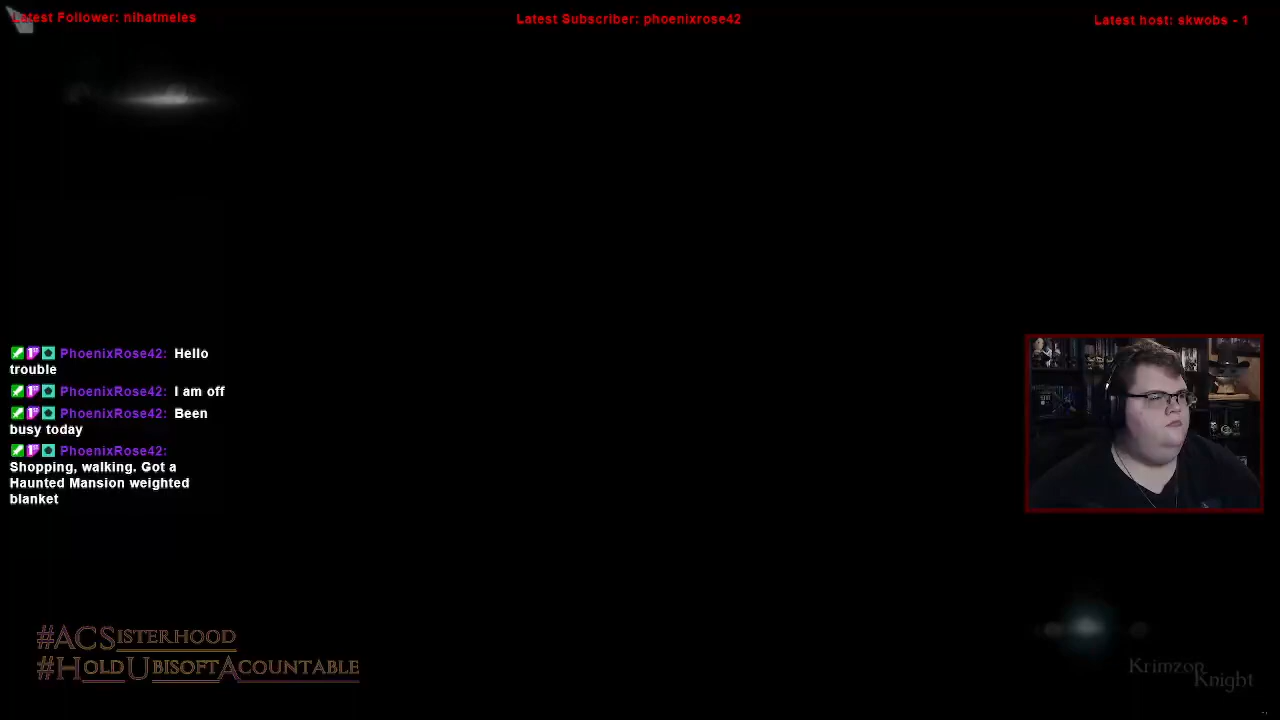 Latest Follower: nihatmeles
Latest Subscriber: phoenixrose42
Latest host: skwobs - 1
PhoenixRose42: Hello
trouble
PhoenixRose42: I am off
PhoenixRose42: Been
busy today
PhoenixRose42:
Shopping, walking. Got a
Haunted Mansion weighted
blanket
#ACSisterhood
#HoldUbisoftAcountable
Krimzon
Knight